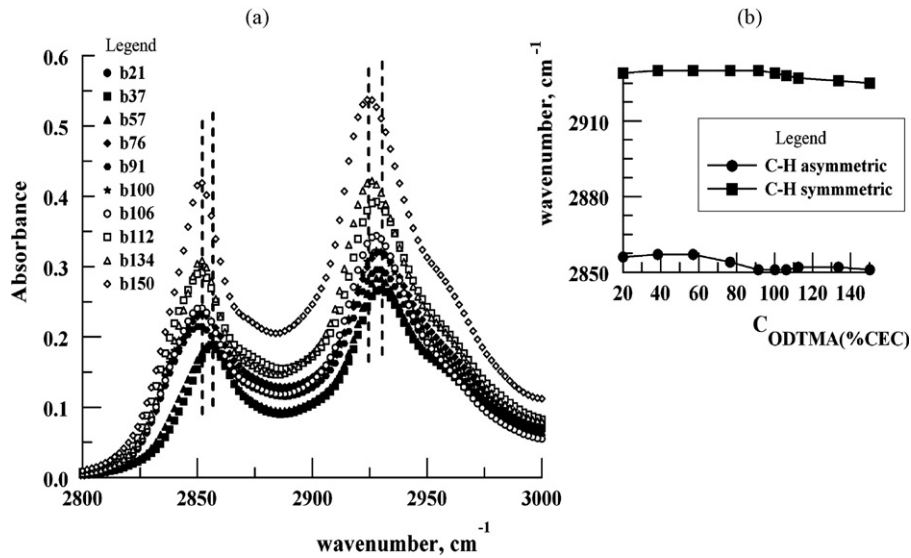 (a)
Legend
b21
b37
b57
b76
b91
b100
b106
b112
b134
b150
Absorbance
0.6
0.5
0.4
0.3
0.2
0.1
0.0
2800 2850 2900 2950 3000
wavenumber, cm-1
(b)
wavenumber, cm-1
2910
2880
2850
Legend
C-H asymmetric
C-H symmmetric
20 40 60 80 100 120 140
CODTMA(%CEC)